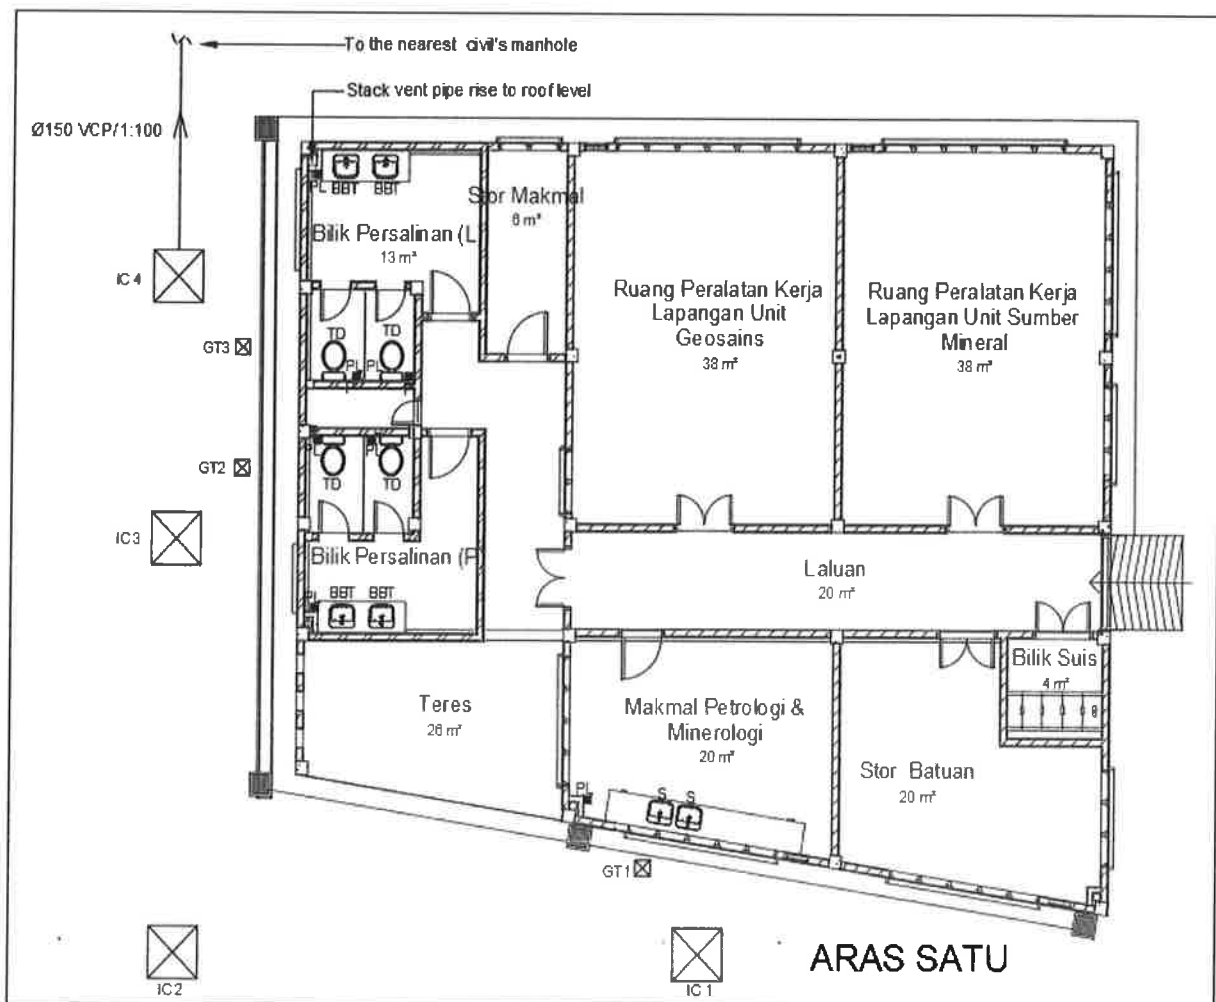 To the nearest civil's manhole
Stack vent pipe rise to roof level
Ø150 VCP/1:100
PL BBT BBT
Stor Makmal
6 m²
Bilik Persalinan (L
13 m²
IC 4
Ruang Peralatan Kerja
Lapangan Unit
Geosains
38 m²
Ruang Peralatan Kerja
Lapangan Unit Sumber
Mineral
38 m²
TD TD
GT3
PL PL
PL PL
GT2
TD TD
IC3
Bilik Persalinan (P
Laluan
20 m²
PL BBT BBT
Bilik Suis
4 m²
Teres
26 m²
Makmal Petrologi &
Minerologi
20 m²
Stor Batuan
20 m²
PL
S S
GT1
ARAS SATU
IC2
IC 1